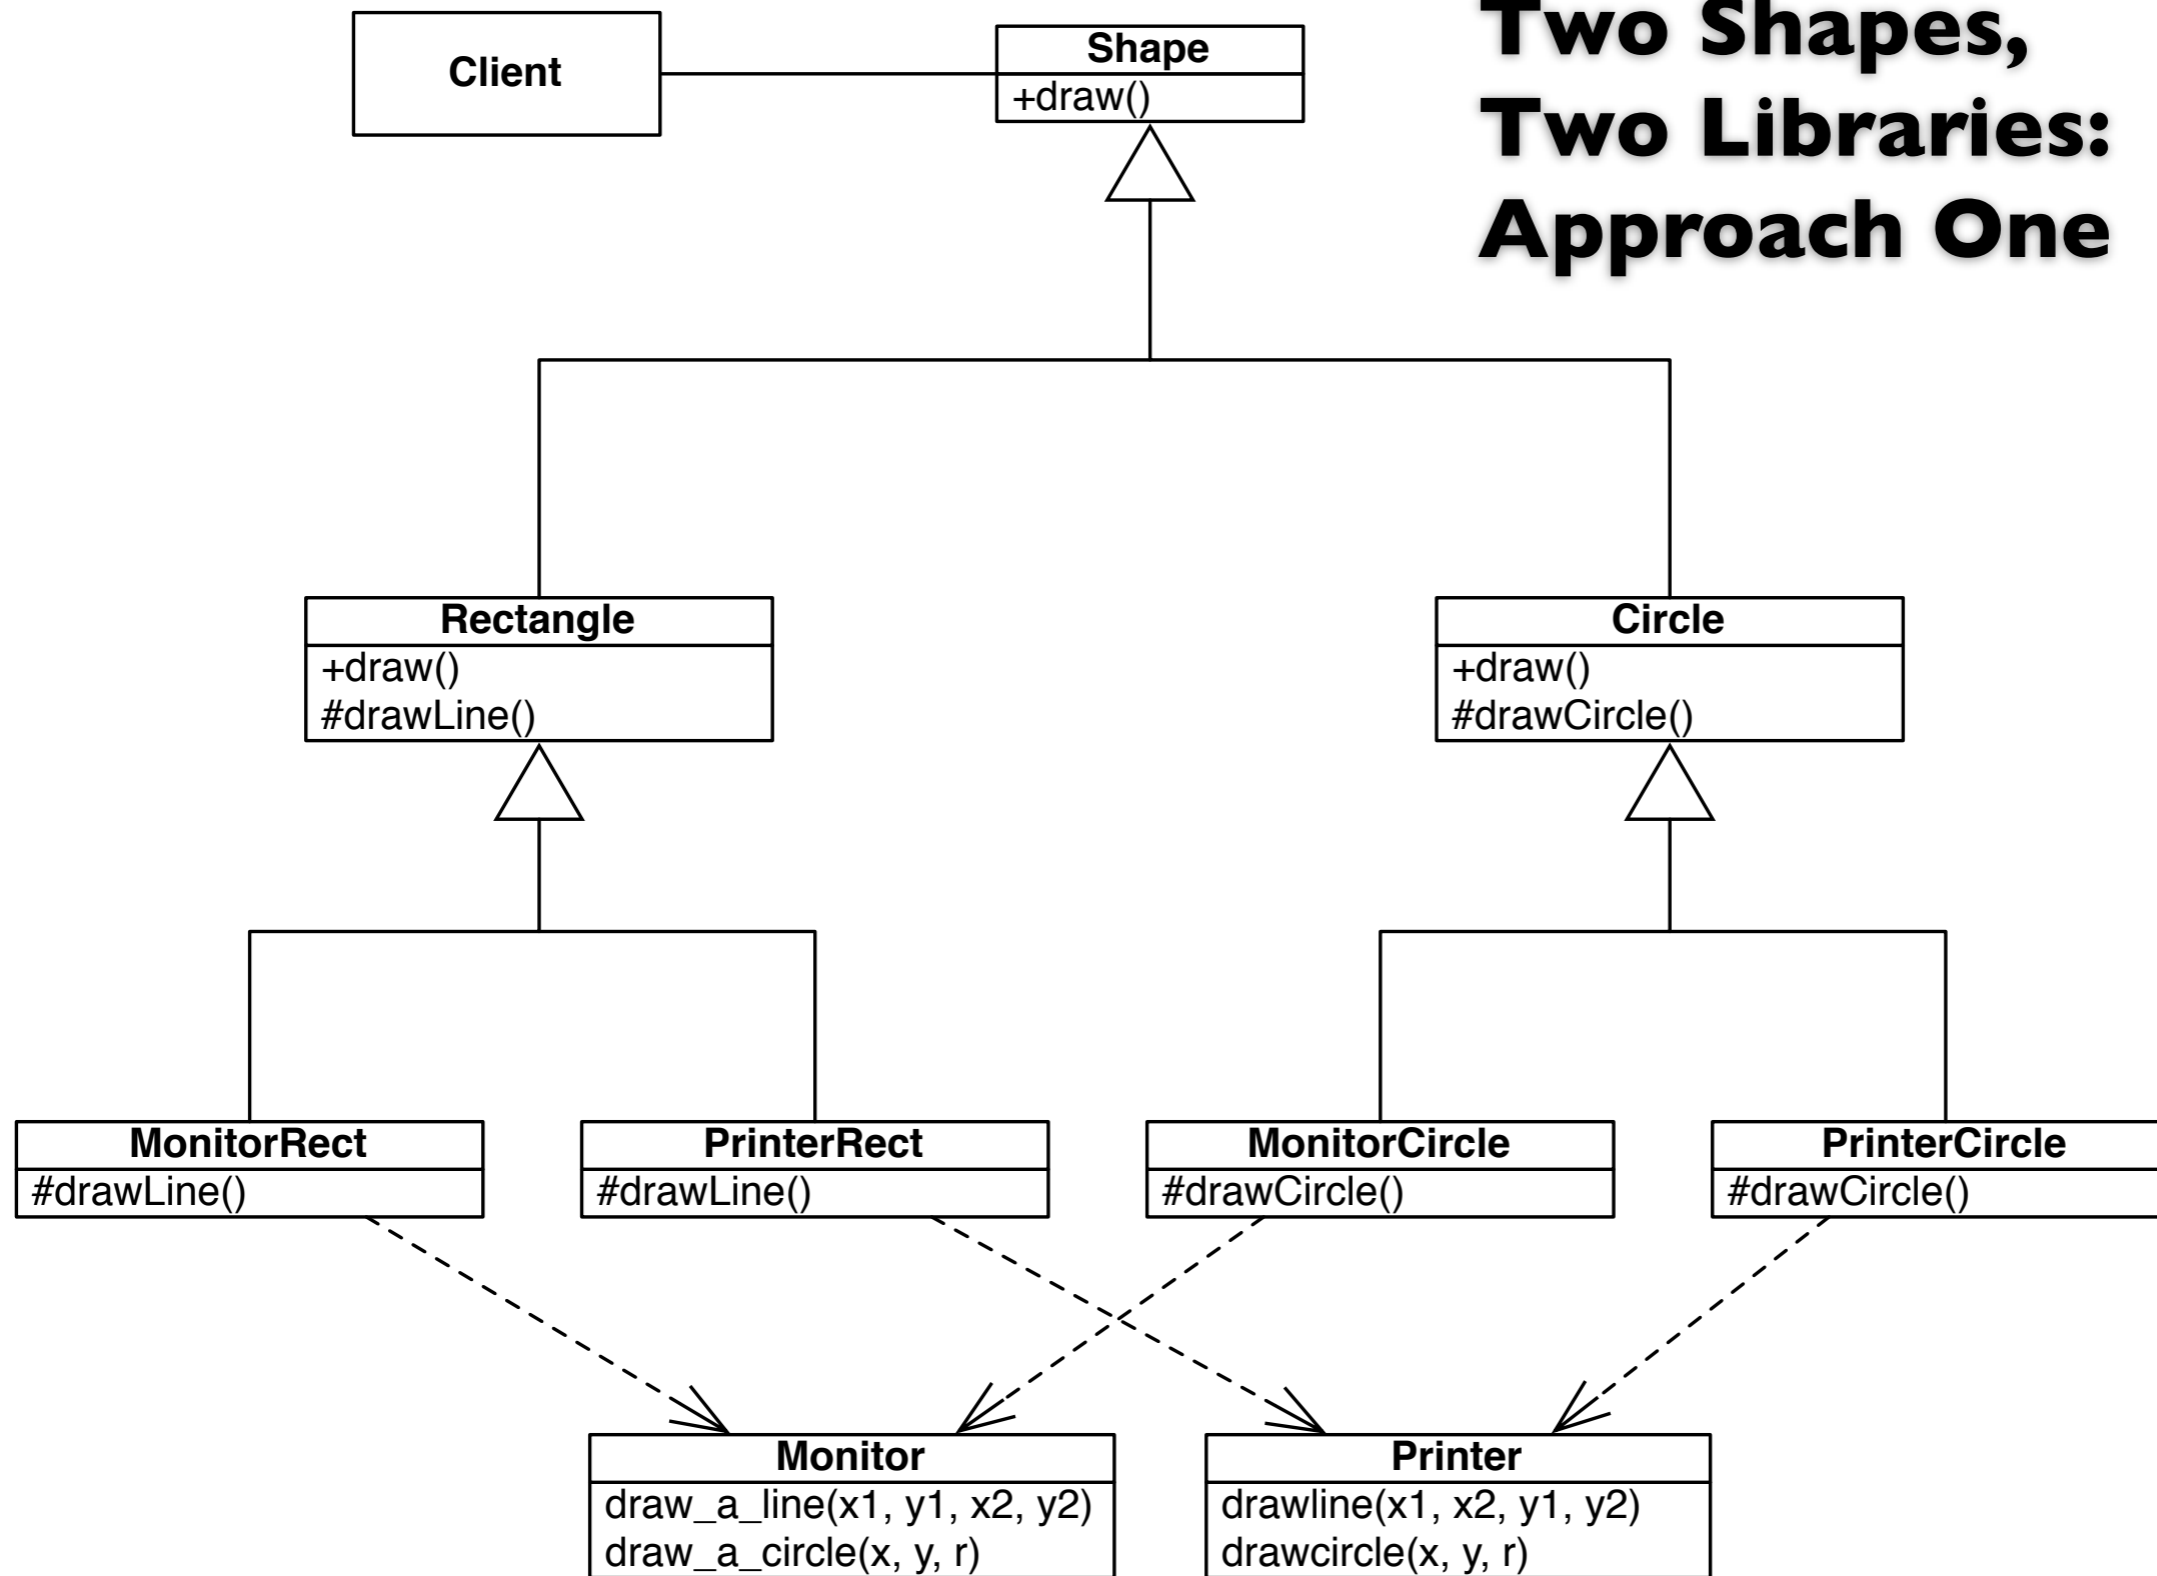 Two Shapes,
Two Libraries:
Approach One
Client
Shape
+draw()
Rectangle
+draw()
#drawLine()
Circle
+draw()
#drawCircle()
MonitorRect
#drawLine()
PrinterRect
#drawLine()
MonitorCircle
#drawCircle()
PrinterCircle
#drawCircle()
Monitor
draw_a_line(x1, y1, x2, y2)
draw_a_circle(x, y, r)
Printer
drawline(x1, x2, y1, y2)
drawcircle(x, y, r)